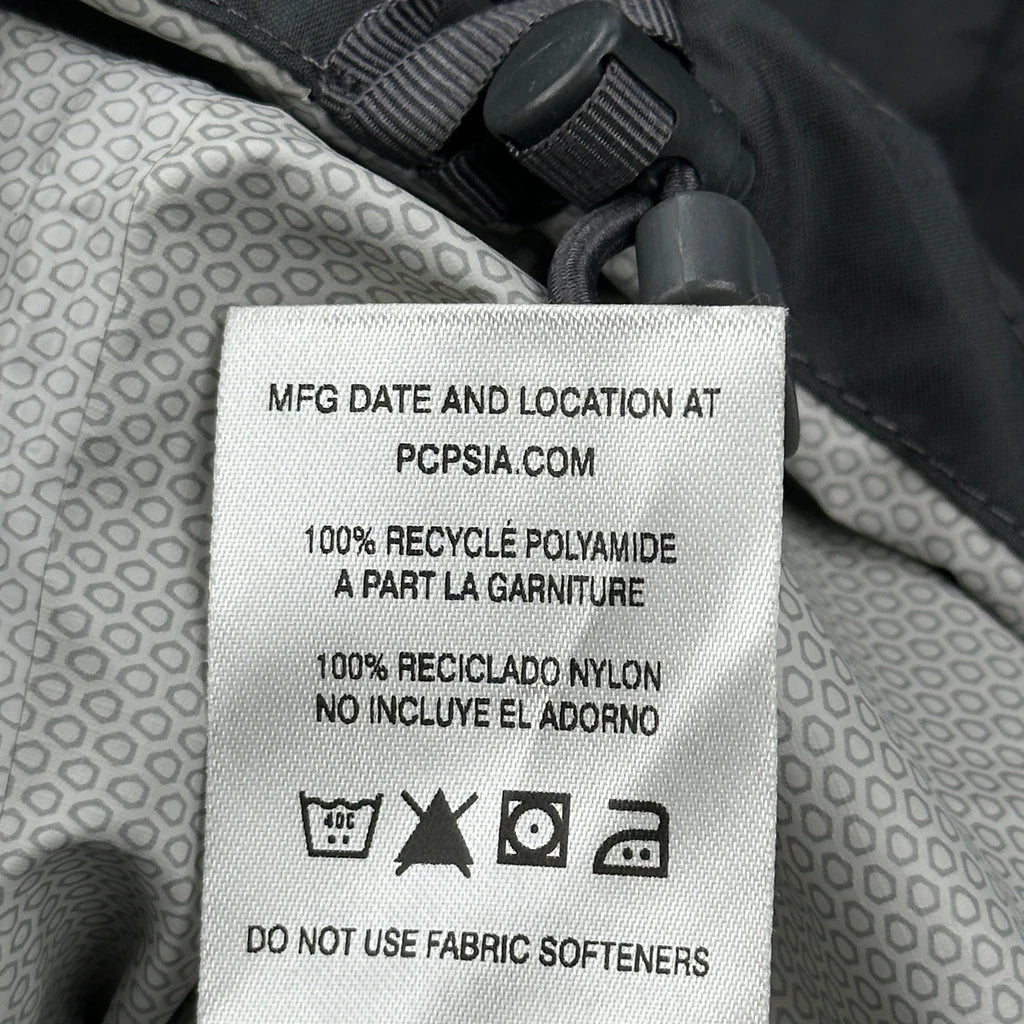 MFG DATE AND LOCATION AT
PCPSIA.COM
100% RECYCLÉ POLYAMIDE
A PART LA GARNITURE
100% RECICLADO NYLON
NO INCLUYE EL ADORNO
40C
DO NOT USE FABRIC SOFTENERS